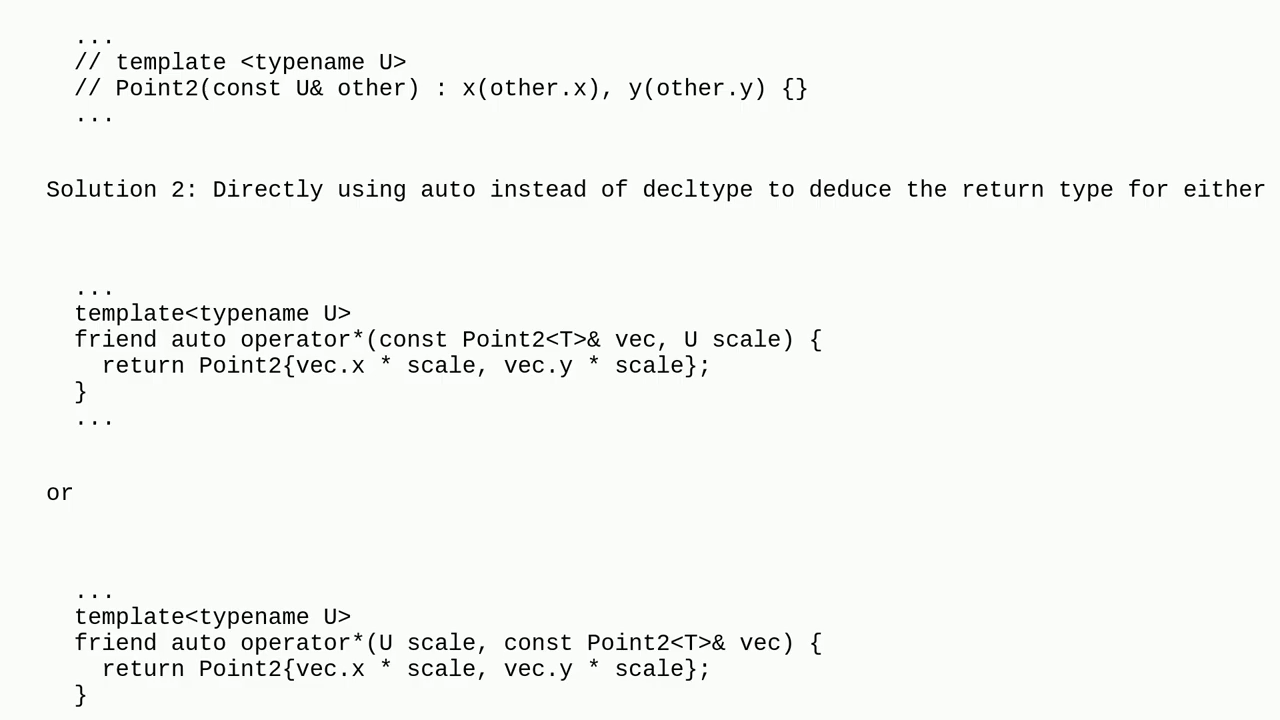 ...
// template <typename U>
// Point2(const U& other) : x(other.x), y(other.y) {}
...
Solution 2: Directly using auto instead of decltype to deduce the return type for either
...
template<typename U>
friend auto operator*(const Point2<T>& vec, U scale) {
return Point2{vec.x * scale, vec.y * scale};
}
...
or
...
template<typename U>
friend auto operator*(U scale, const Point2<T>& vec) {
return Point2{vec.x * scale, vec.y * scale};
}